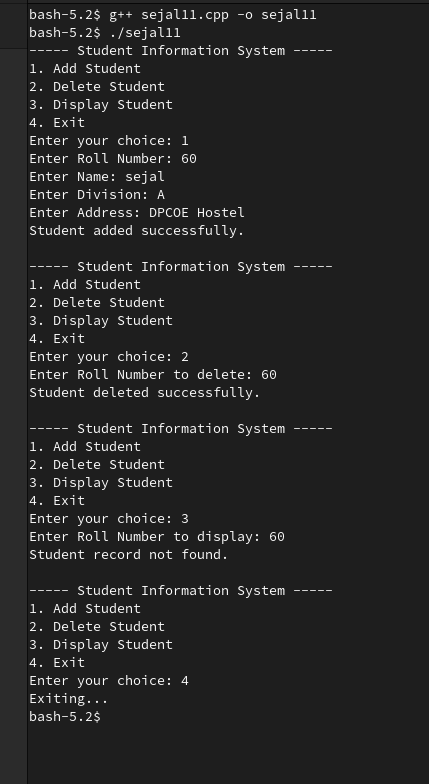 bash-5.2$ g++ sejal11.cpp -o sejal11
bash-5.2$ ./sejal11
----- Student Information System -----
1. Add Student
2. Delete Student
3. Display Student
4. Exit
Enter your choice: 1
Enter Roll Number: 60
Enter Name: sejal
Enter Division: A
Enter Address: DPCOE Hostel
Student added successfully.

----- Student Information System -----
1. Add Student
2. Delete Student
3. Display Student
4. Exit
Enter your choice: 2
Enter Roll Number to delete: 60
Student deleted successfully.

----- Student Information System -----
1. Add Student
2. Delete Student
3. Display Student
4. Exit
Enter your choice: 3
Enter Roll Number to display: 60
Student record not found.

----- Student Information System -----
1. Add Student
2. Delete Student
3. Display Student
4. Exit
Enter your choice: 4
Exiting...
bash-5.2$